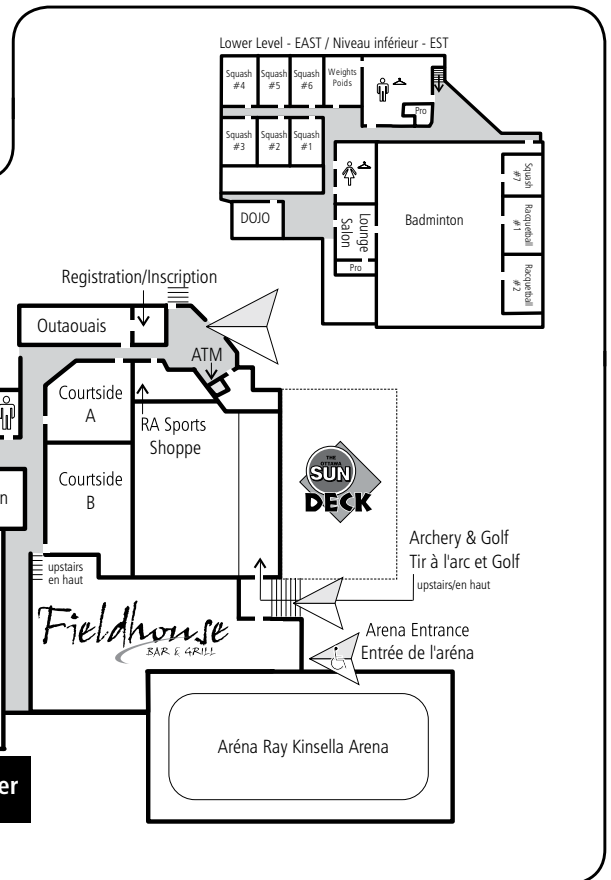 Lower Level - EAST / Niveau inférieur - EST
Squash
#4
Squash
#5
Squash
#6
Weights
Poids
Pro
Squash
#3
Squash
#2
Squash
#1
DOJO
Lounge
Salon
Pro
Badminton
Squash
#7
Racquetball
#1
Racquetball
#2
Registration/Inscription
Outaouais
ATM
Courtside
A
RA Sports
Shoppe
Courtside
B
THE
OTTAWA
SUN
DECK
n
Archery & Golf
Tir à l'arc et Golf
upstairs/en haut
upstairs
en haut
Fieldhouse
BAR & GRILL
Arena Entrance
Entrée de l'aréna
Aréna Ray Kinsella Arena
er